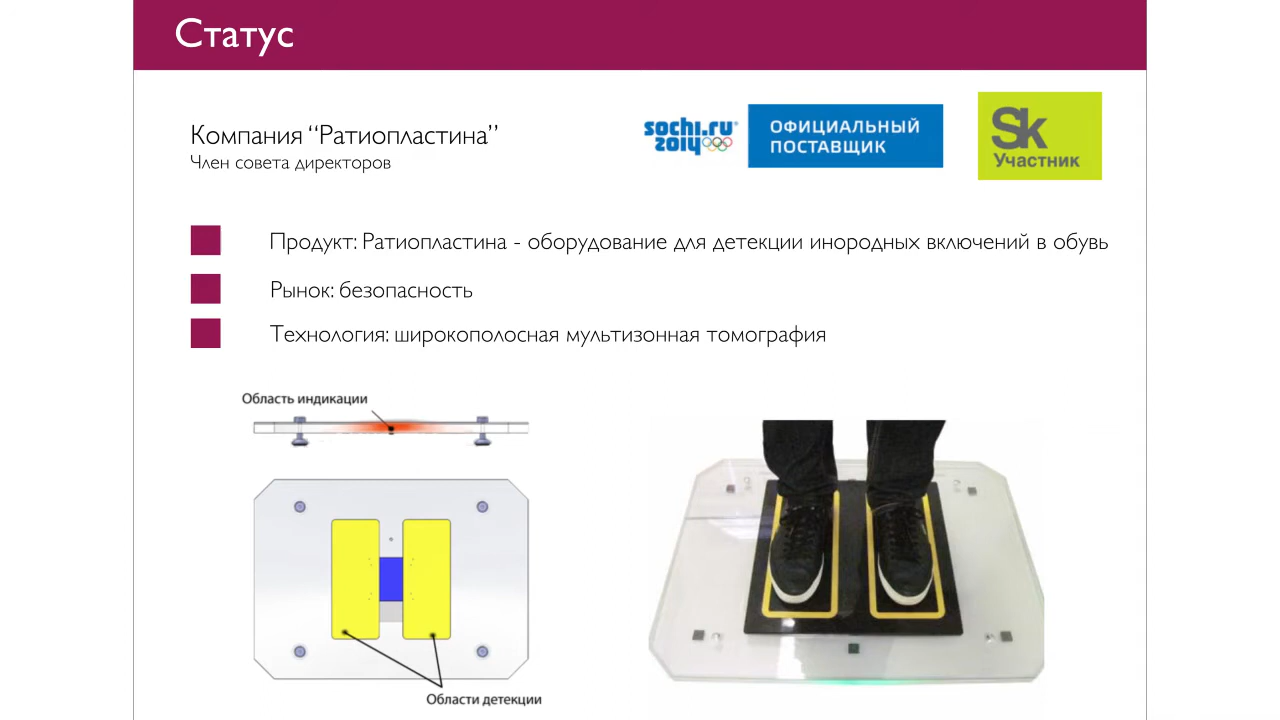 Статус
Компания “Ратиопластина”
Член совета директоров
sochi.ru
2014
ОФИЦИАЛЬНЫЙ
ПОСТАВЩИК
Sk
Участник
Продукт: Ратиопластина - оборудование для детекции инородных включений в обувь
Рынок: безопасность
Технология: широкополосная мультизонная томография
Область индикации
Области детекции